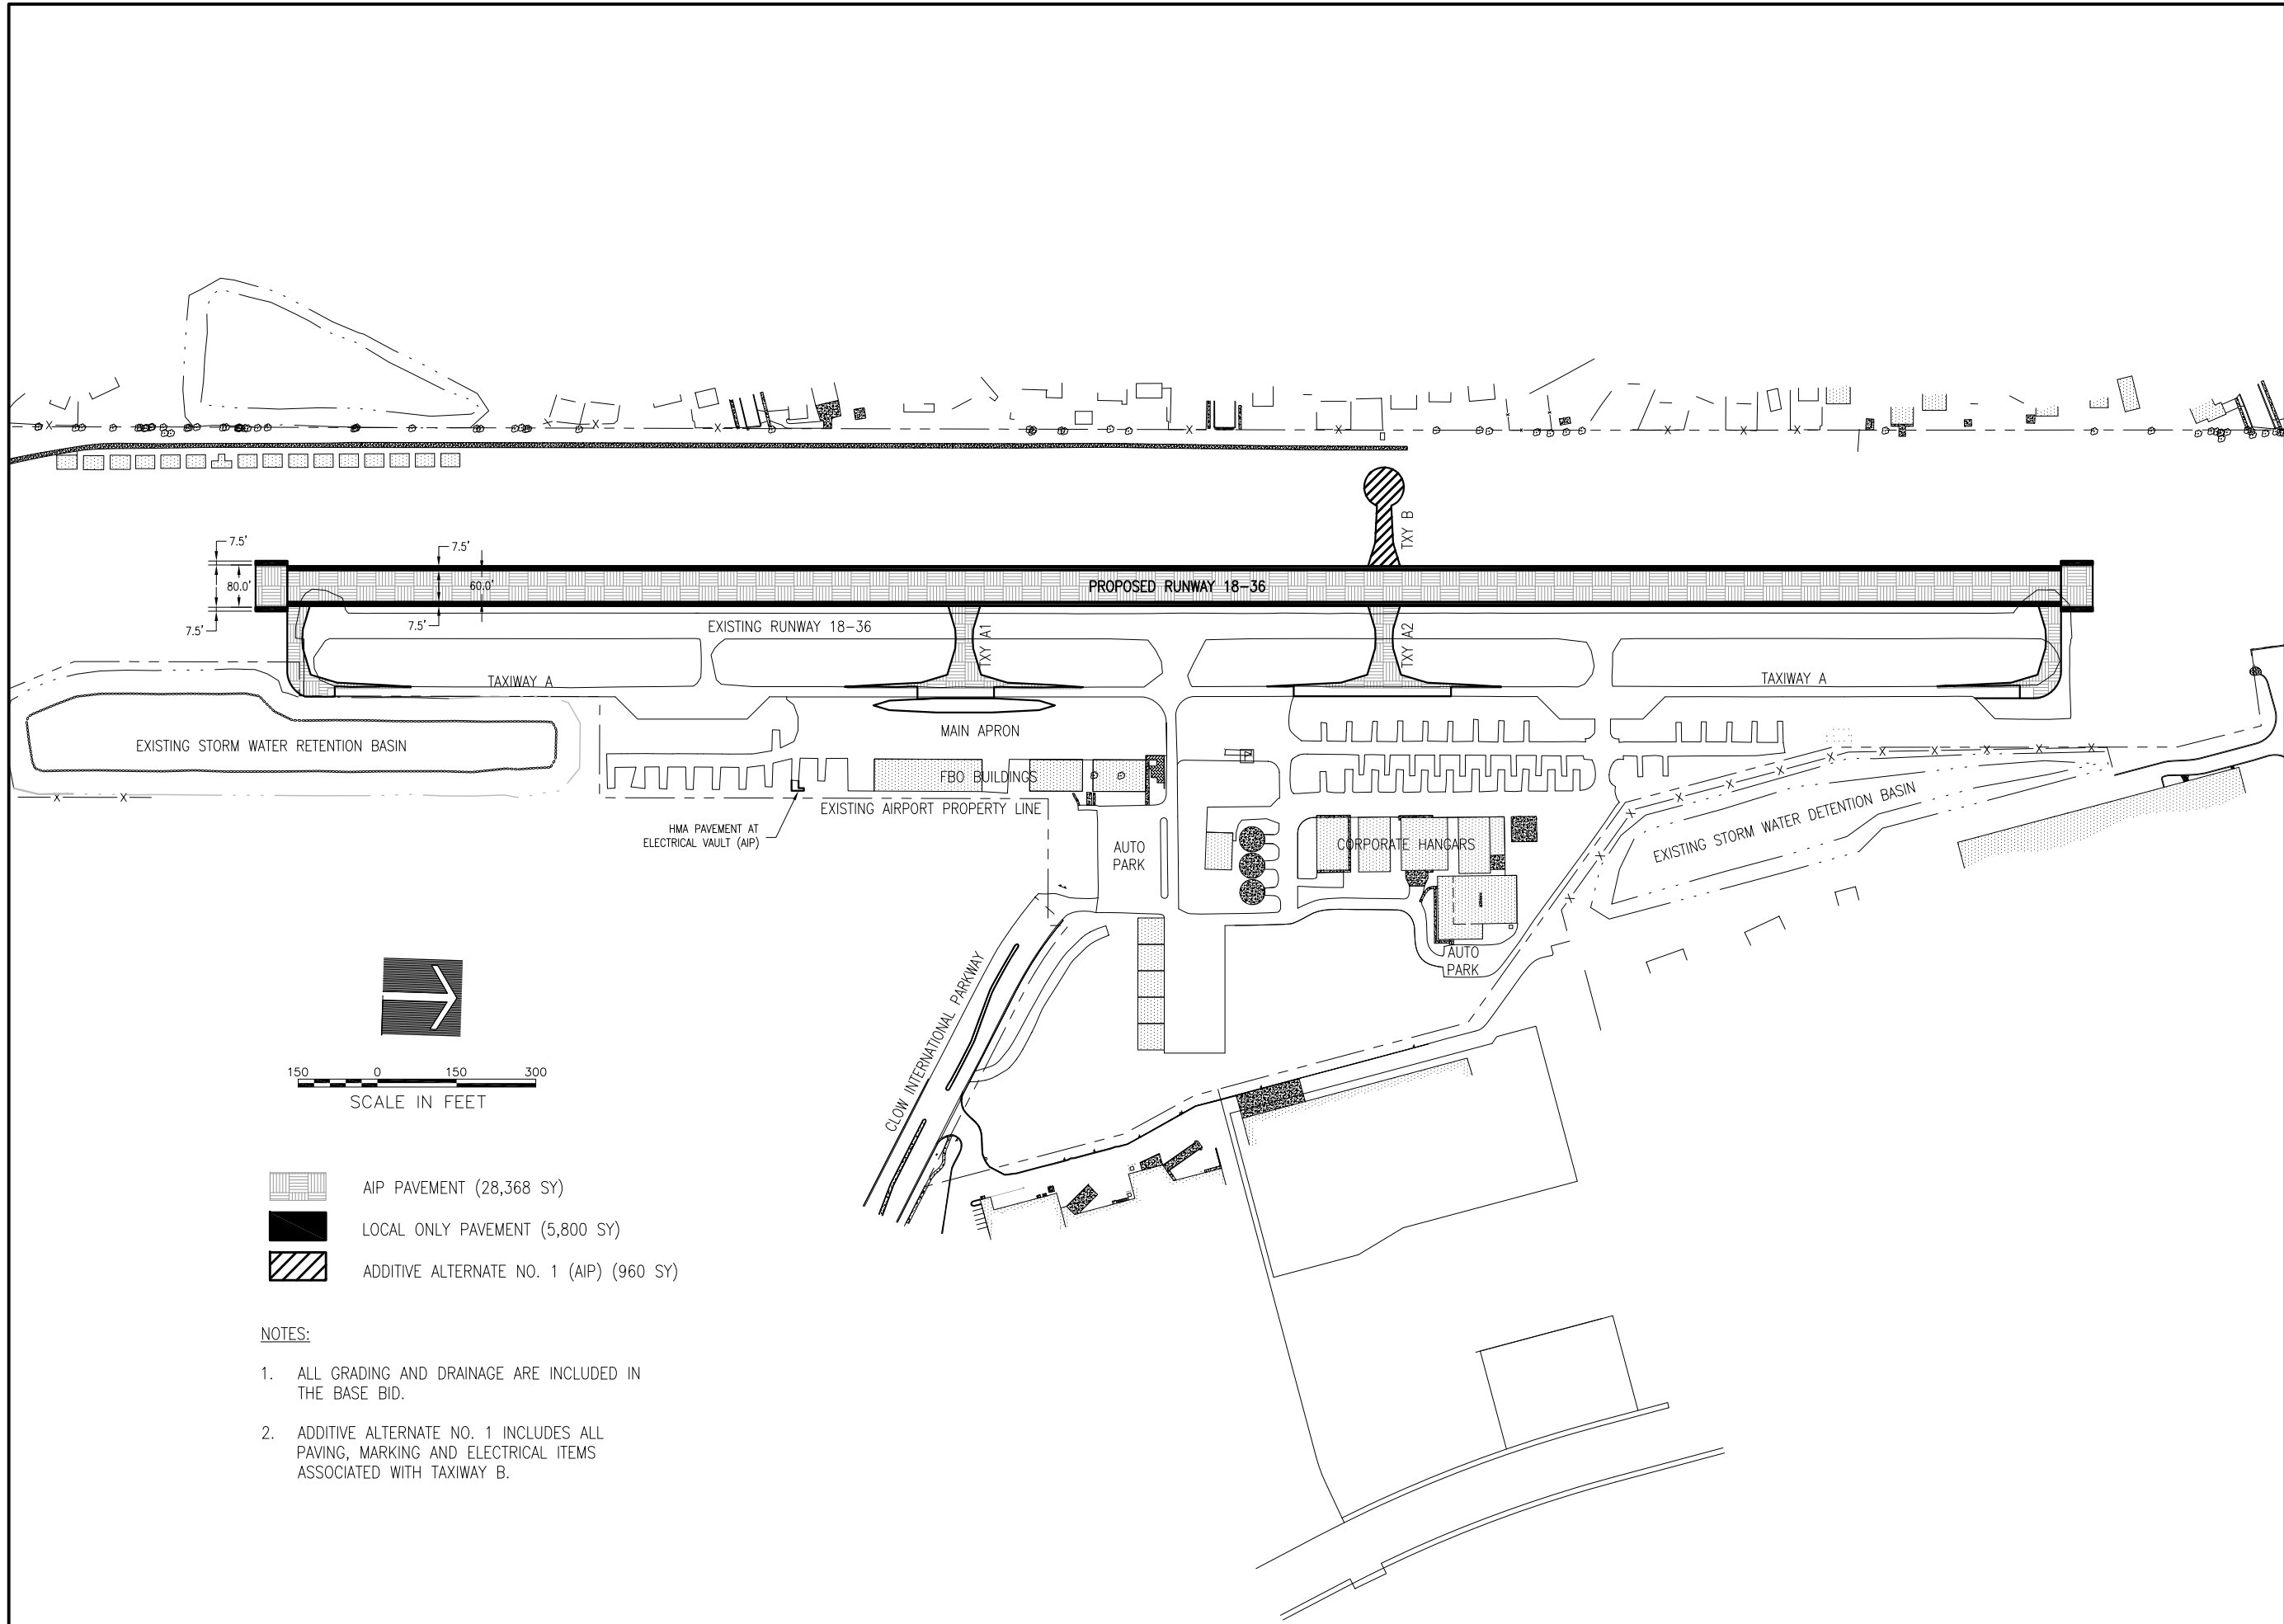 7.5'
7.5'
80.0'
60.0'
7.5'
7.5'
TXY B
PROPOSED RUNWAY 18-36
EXISTING RUNWAY 18-36
TXY A1
TXY A2
TAXIWAY A
TAXIWAY A
EXISTING STORM WATER RETENTION BASIN
MAIN APRON
FBO BUILDINGS
EXISTING AIRPORT PROPERTY LINE
HMA PAVEMENT AT
ELECTRICAL VAULT (AIP)
AUTO
PARK
CORPORATE HANGARS
EXISTING STORM WATER DETENTION BASIN
AUTO
PARK
CLOW INTERNATIONAL PARKWAY
150 0 150 300
SCALE IN FEET
AIP PAVEMENT (28,368 SY)
LOCAL ONLY PAVEMENT (5,800 SY)
ADDITIVE ALTERNATE NO. 1 (AIP) (960 SY)
NOTES:
1. ALL GRADING AND DRAINAGE ARE INCLUDED IN
THE BASE BID.
2. ADDITIVE ALTERNATE NO. 1 INCLUDES ALL
PAVING, MARKING AND ELECTRICAL ITEMS
ASSOCIATED WITH TAXIWAY B.